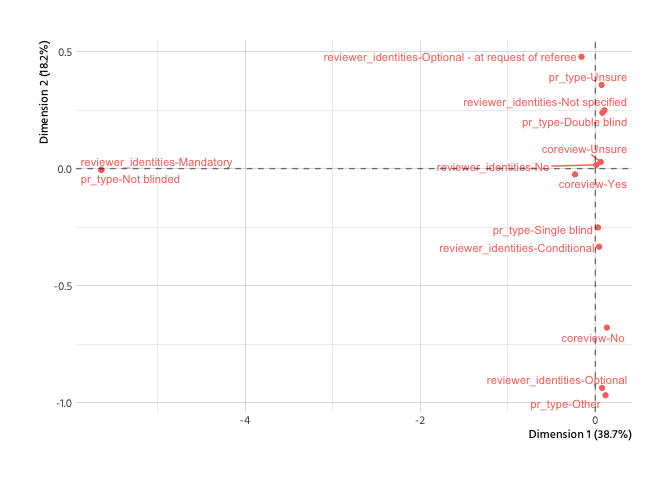 Dimension 2 (18.2%)
0.5
reviewer_identities-Optional - at request of referee
pr_type-Unsure
reviewer_identities-Not specified
pr_type-Double blind
coreview-Unsure
reviewer_identities-Mandatory
reviewer_identities-No
0.0
pr_type-Not blinded
coreview-Yes
pr_type-Single blind
reviewer_identities-Conditional
-0.5
coreview-No
reviewer_identities-Optional
-1.0
pr_type-Other
-4
-2
0
Dimension 1 (38.7%)